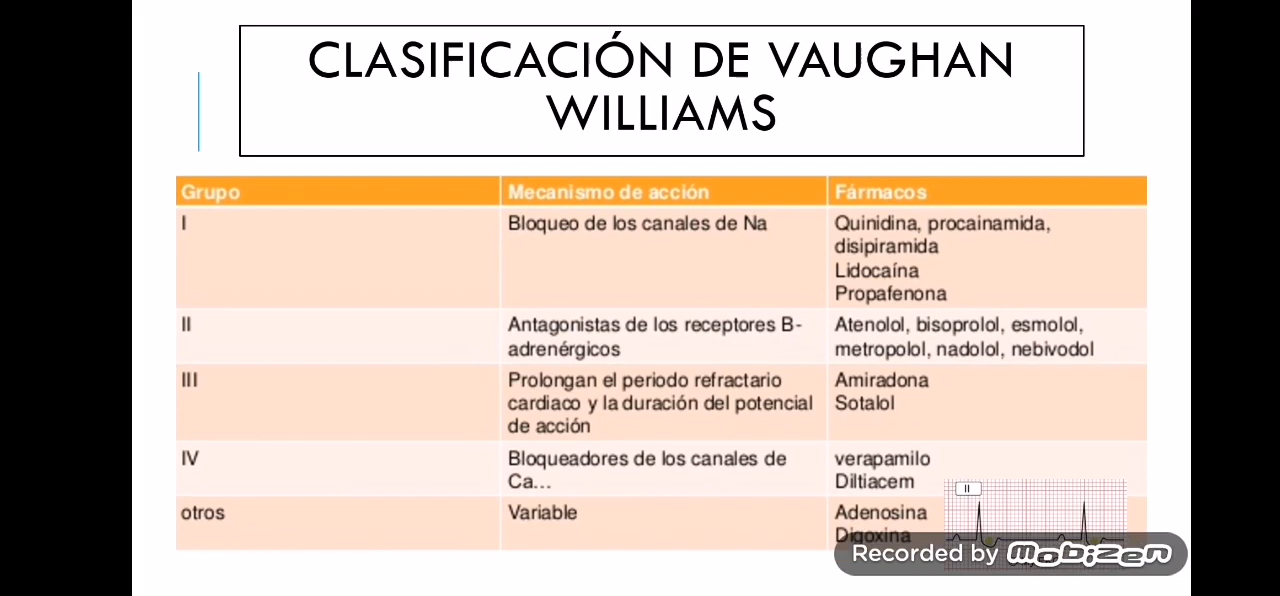 CLASIFICACIÓN DE VAUGHAN
WILLIAMS
Grupo
Mecanismo de acción
Fármacos
I
Bloqueo de los canales de Na
Quinidina, procainamida,
disipiramida
Lidocaína
Propafenona
II
Antagonistas de los receptores B-
adrenérgicos
Atenolol, bisoprolol, esmolol,
metropolol, nadolol, nebivodol
III
Prolongan el periodo refractario
cardiaco y la duración del potencial
de acción
Amiradona
Sotalol
IV
Bloqueadores de los canales de
Ca...
verapamilo
Diltiacem
otros
Variable
Adenosina
Digoxina
II
Recorded by Mobizen